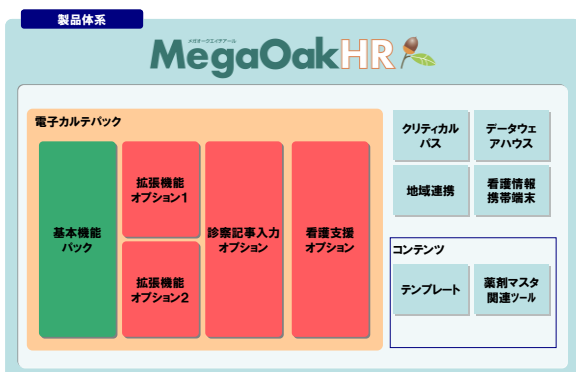 製品体系
メガオークエイチアール
MegaOakHR
電子カルテパック
基本機能
パック
拡張機能
オプション1
拡張機能
オプション2
診察記事入力
オプション
看護支援
オプション
クリティカル
パス
データウェ
アハウス
地域連携
看護情報
携帯端末
コンテンツ
テンプレート
薬剤マスタ
関連ツール